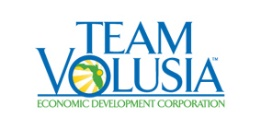 TEAM
VOLUSIA™
ECONOMIC DEVELOPMENT CORPORATION